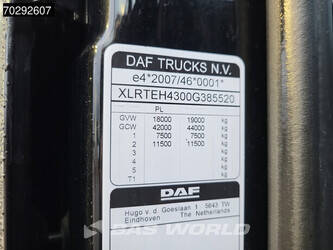 70292607
DAF TRUCKS N.V.
e4*2007/46*0001*
XLRTEH4300G385520
PL
GVW 18000 19000 kg
GCW 42000 44000 kg
1 7500 7500 kg
2 11500 11500 kg
3 kg
4 kg
5 kg
T1 kg
DAF
Hugo v. d. Goeslaan 1 5643 TW
Eindhoven The Netherlands
BAS WORLD